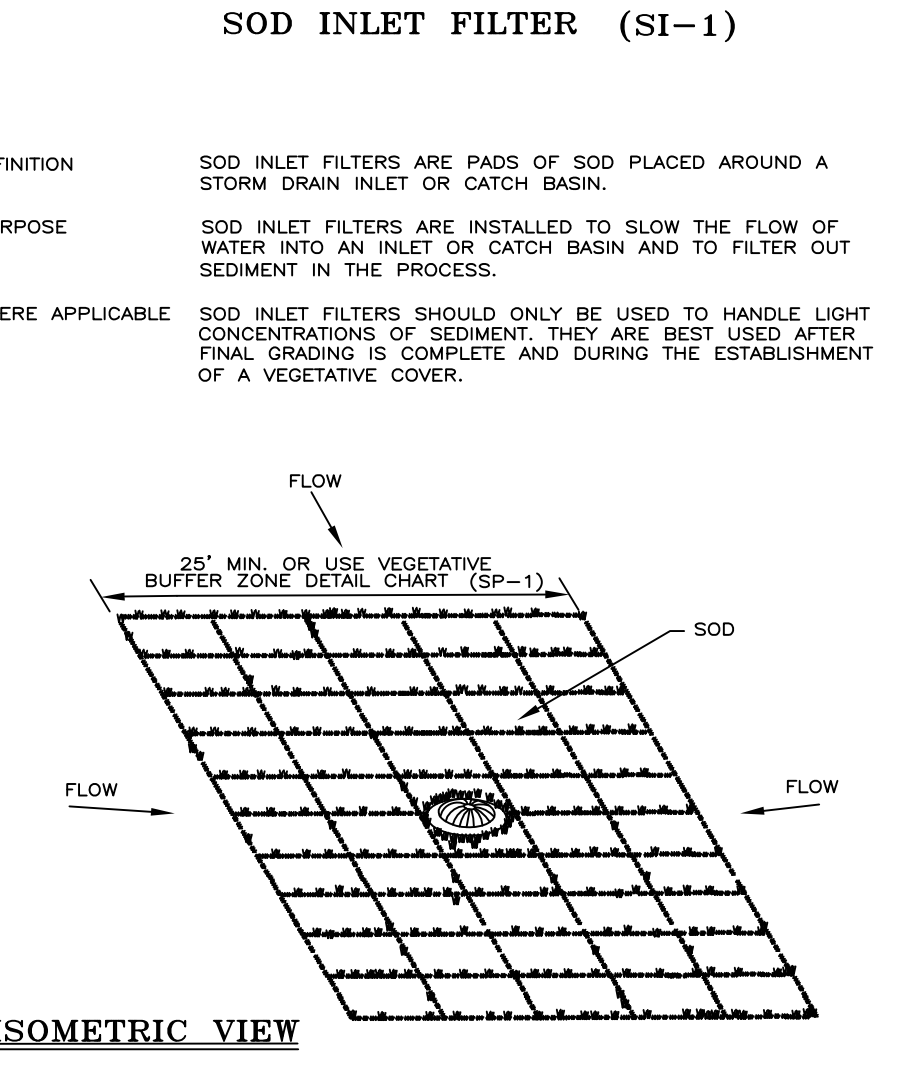 SOD INLET FILTER (SI-1)
FINITION SOD INLET FILTERS ARE PADS OF SOD PLACED AROUND A
STORM DRAIN INLET OR CATCH BASIN.
RPOSE SOD INLET FILTERS ARE INSTALLED TO SLOW THE FLOW OF
WATER INTO AN INLET OR CATCH BASIN AND TO FILTER OUT
SEDIMENT IN THE PROCESS.
ERE APPLICABLE SOD INLET FILTERS SHOULD ONLY BE USED TO HANDLE LIGHT
CONCENTRATIONS OF SEDIMENT. THEY ARE BEST USED AFTER
FINAL GRADING IS COMPLETE AND DURING THE ESTABLISHMENT
OF A VEGETATIVE COVER.
FLOW
25' MIN. OR USE VEGETATIVE
BUFFER ZONE DETAIL CHART (SP-1)
SOD
FLOW
FLOW
ISOMETRIC VIEW